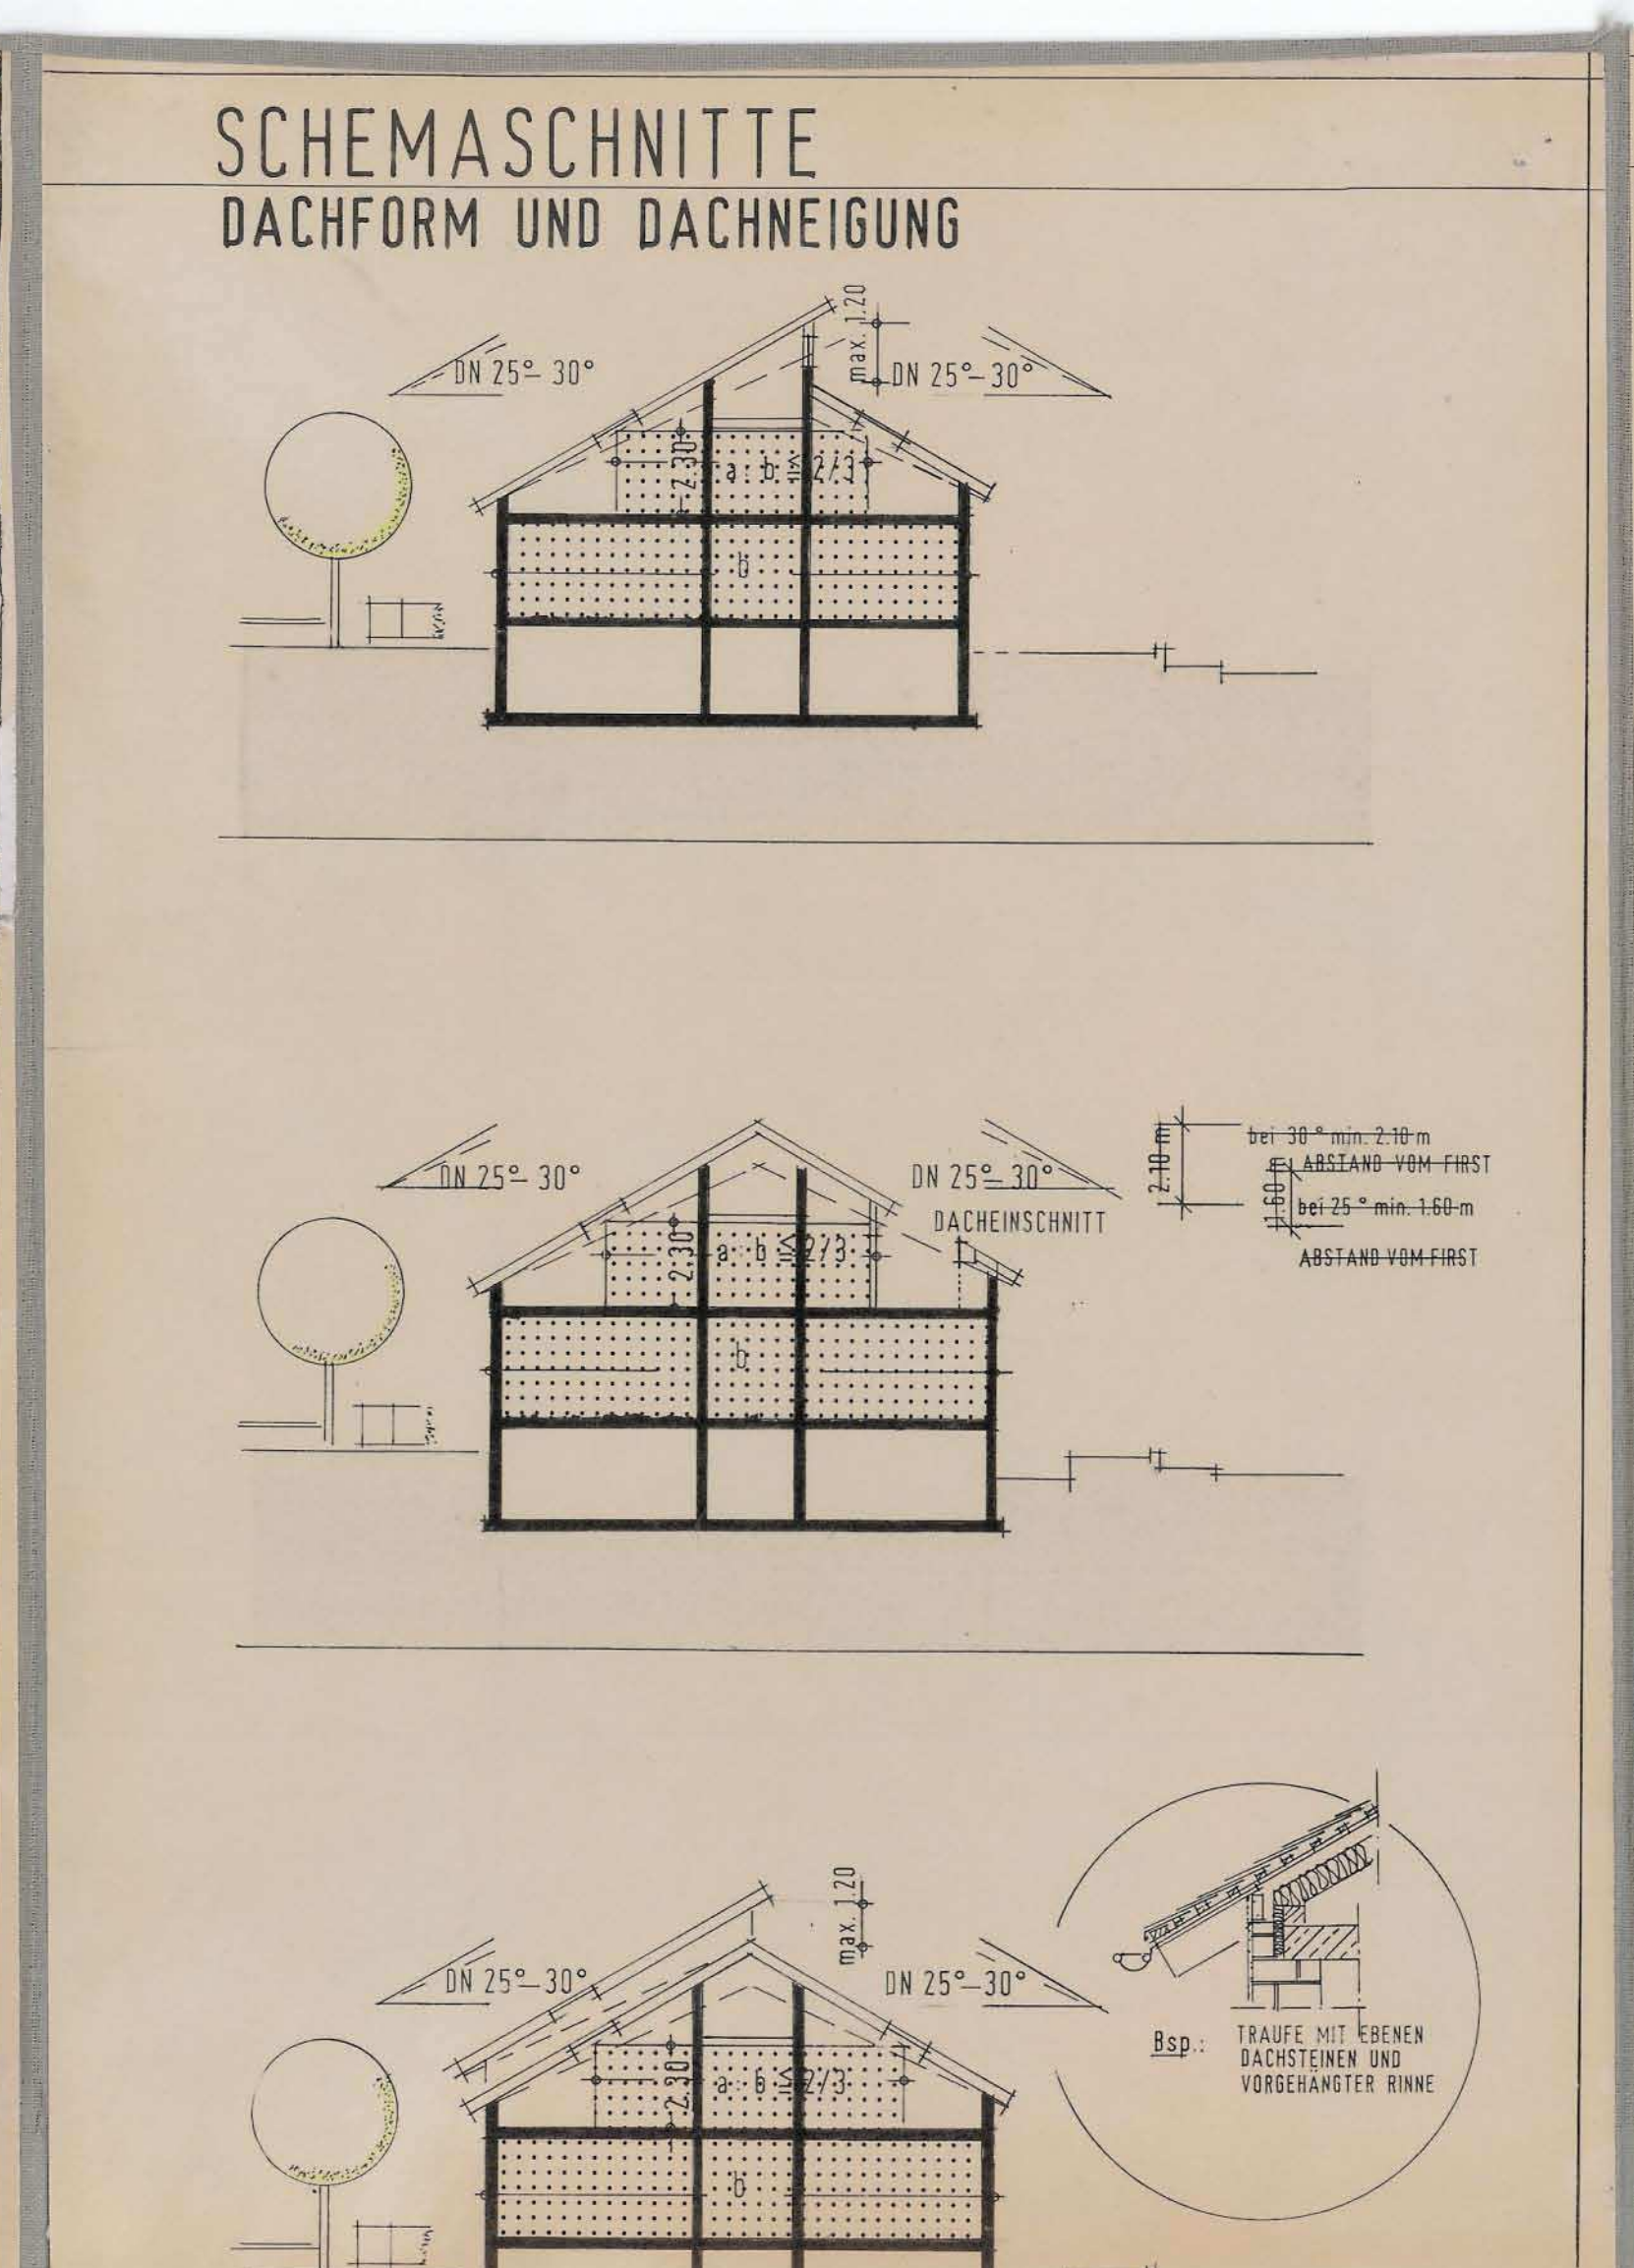 SCHEMASCHNITTE
DACHFORM UND DACHNEIGUNG
max. 1.20
DN 25°– 30°
DN 25°–30°
2.30
a : b ≦ 2/3
b
DN 25°– 30°
DN 25°–30°
DACHEINSCHNITT
2.10 m
bei 30° min. 2.10 m
ABSTAND VOM FIRST
1.60 m
bei 25° min. 1.60 m
ABSTAND VOM FIRST
2.30
a : b ≦ 2/3
b
max. 1.20
DN 25°–30°
DN 25°–30°
2.30
a : b ≦ 2/3
b
Bsp.: TRAUFE MIT EBENEN
DACHSTEINEN UND
VORGEHÄNGTER RINNE